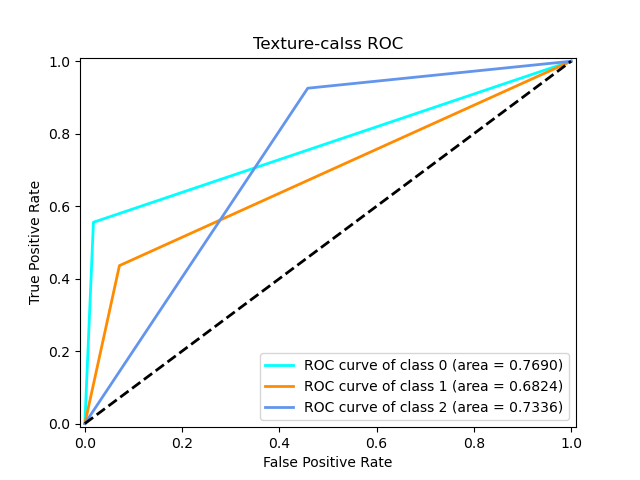 Texture-calss ROC
1.0
0.8
0.6
0.4
0.2
0.0
True Positive Rate
ROC curve of class 0 (area = 0.7690)
ROC curve of class 1 (area = 0.6824)
ROC curve of class 2 (area = 0.7336)
0.0 0.2 0.4 0.6 0.8 1.0
False Positive Rate